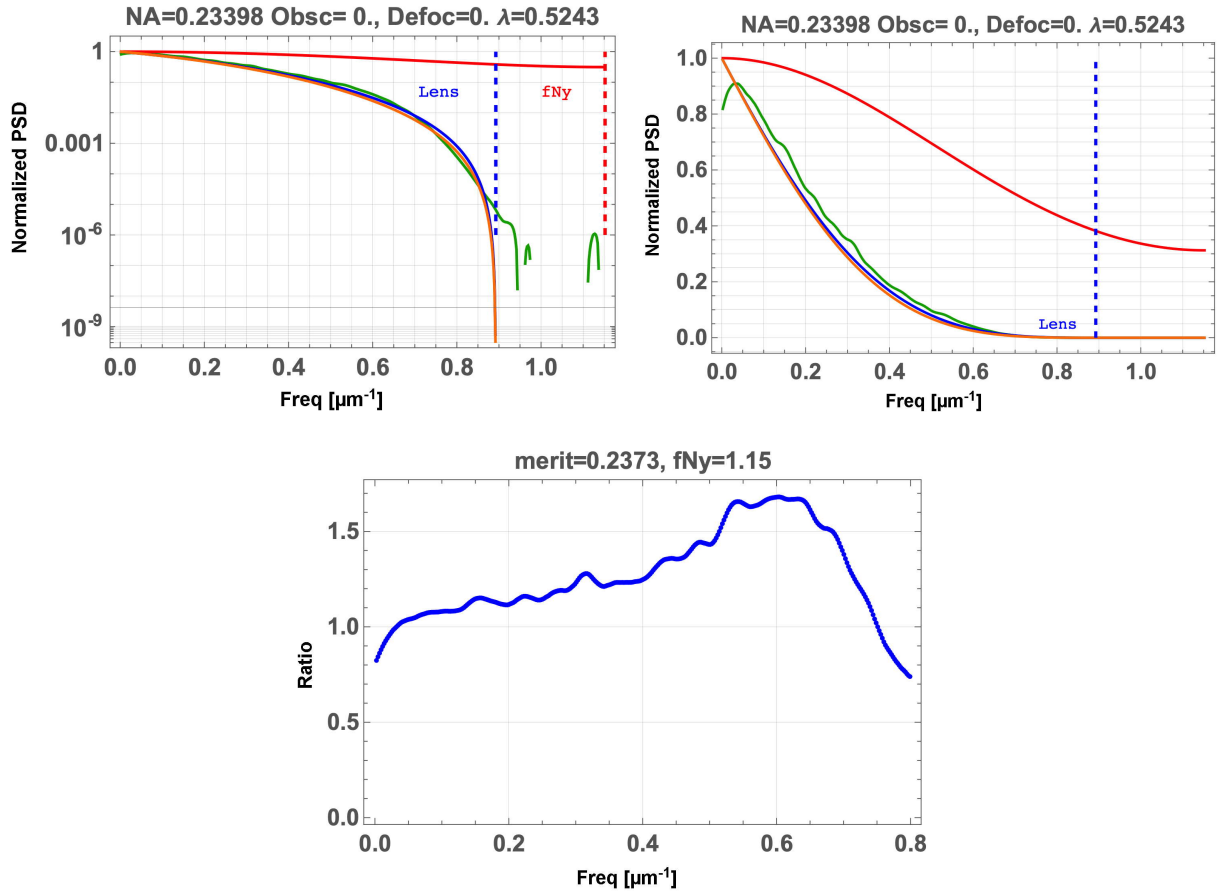 NA=0.23398 Obsc= 0., Defoc=0. λ=0.5243
1
0.001
10-6
10-9
Normalized PSD
Lens
fNy
0.0 0.2 0.4 0.6 0.8 1.0
Freq [µm-1]
NA=0.23398 Obsc= 0., Defoc=0. λ=0.5243
1.0
0.8
0.6
0.4
0.2
0.0
Normalized PSD
Lens
0.0 0.2 0.4 0.6 0.8 1.0
Freq [µm-1]
merit=0.2373, fNy=1.15
1.5
1.0
0.5
0.0
Ratio
0.0 0.2 0.4 0.6 0.8
Freq [µm-1]